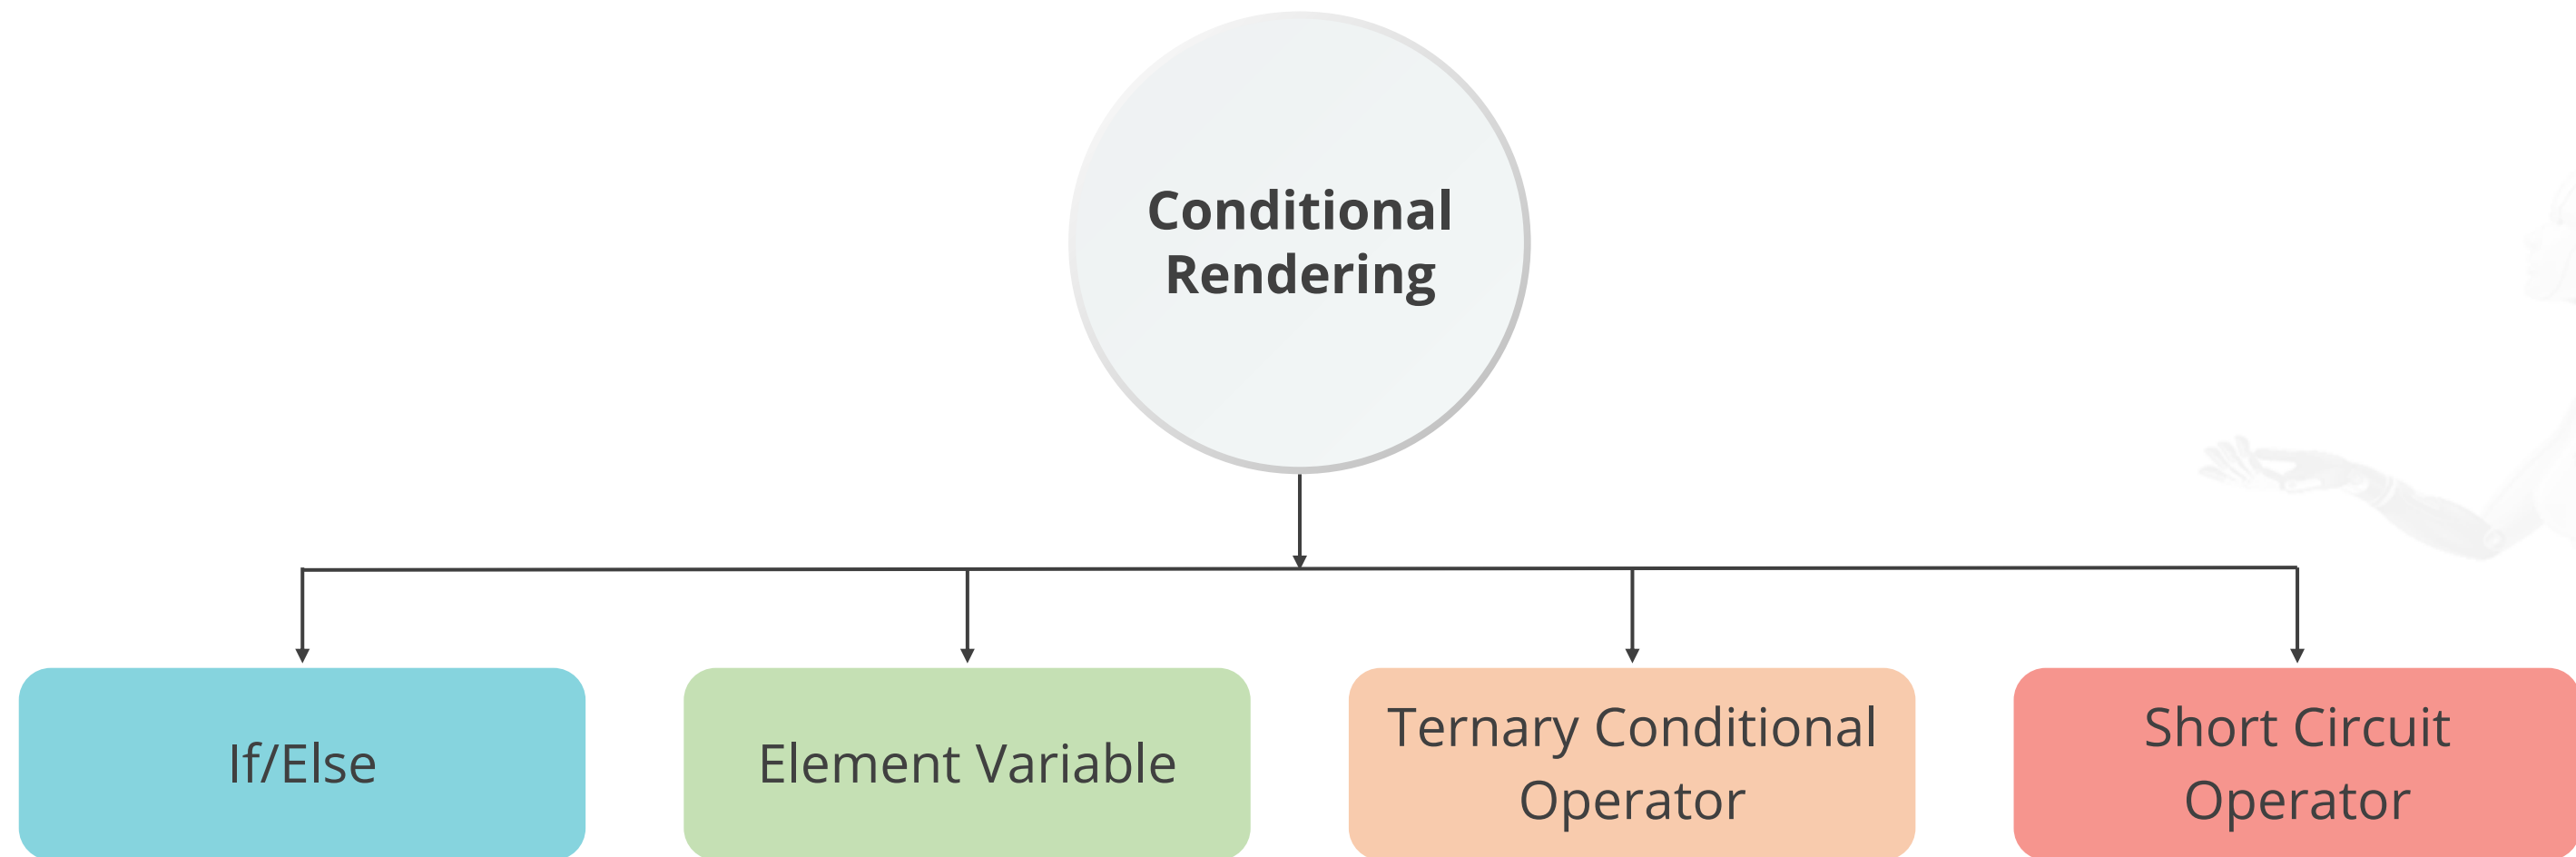 Conditional
Rendering
If/Else
Element Variable
Ternary Conditional
Operator
Short Circuit
Operator